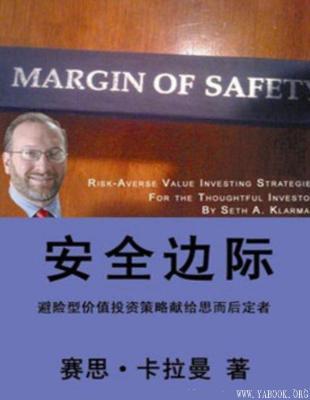 MARGIN OF SAFETY
RISK-AVERSE VALUE INVESTING STRATEGIE
FOR THE THOUGHTFUL INVESTO
BY SETH A. KLARMA
安全边际
避险型价值投资策略献给思而后定者
赛思·卡拉曼 著
WWW.YABOOK.ORG